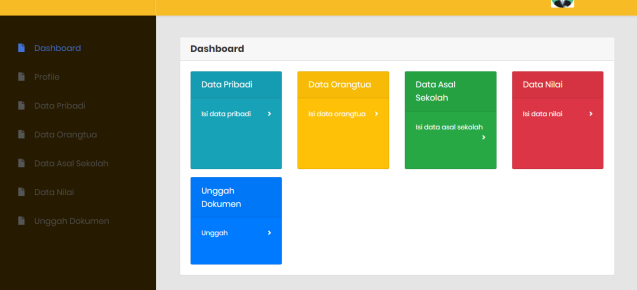 Dashboard
Profile
Data Pribadi
Data Orangtua
Data Asal Sekolah
Data Nilai
Unggah Dokumen
Dashboard
Data Pribadi
Isi data pribadi
Data Orangtua
Isi data orangtua
Data Asal
Sekolah
Isi data asal sekolah
Data Nilai
Isi data nilai
Unggah
Dokumen
Unggah